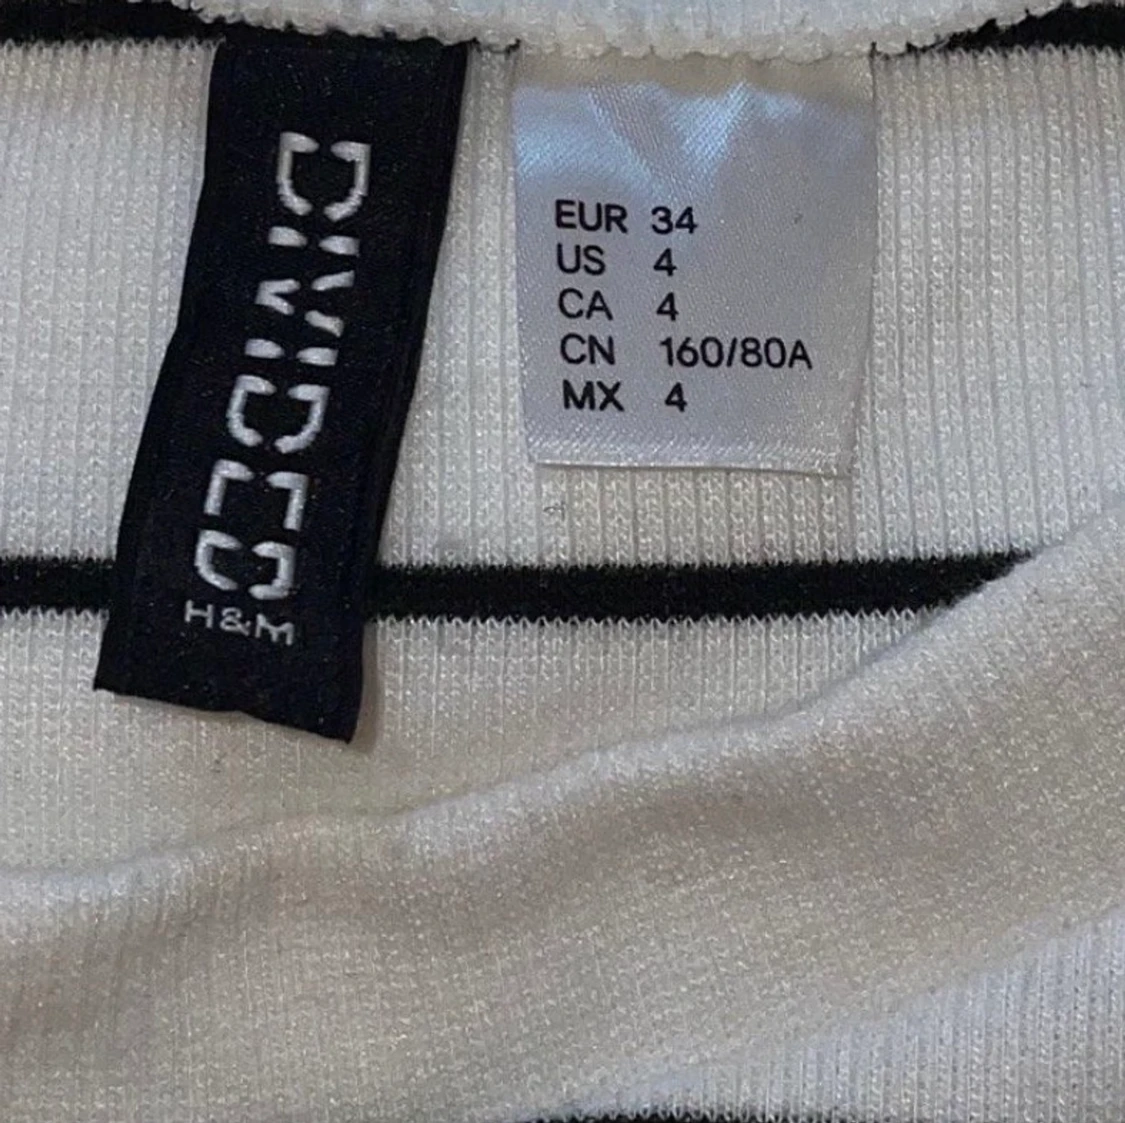 DIVIDED
H&M
EUR 34
US 4
CA 4
CN 160/80A
MX 4